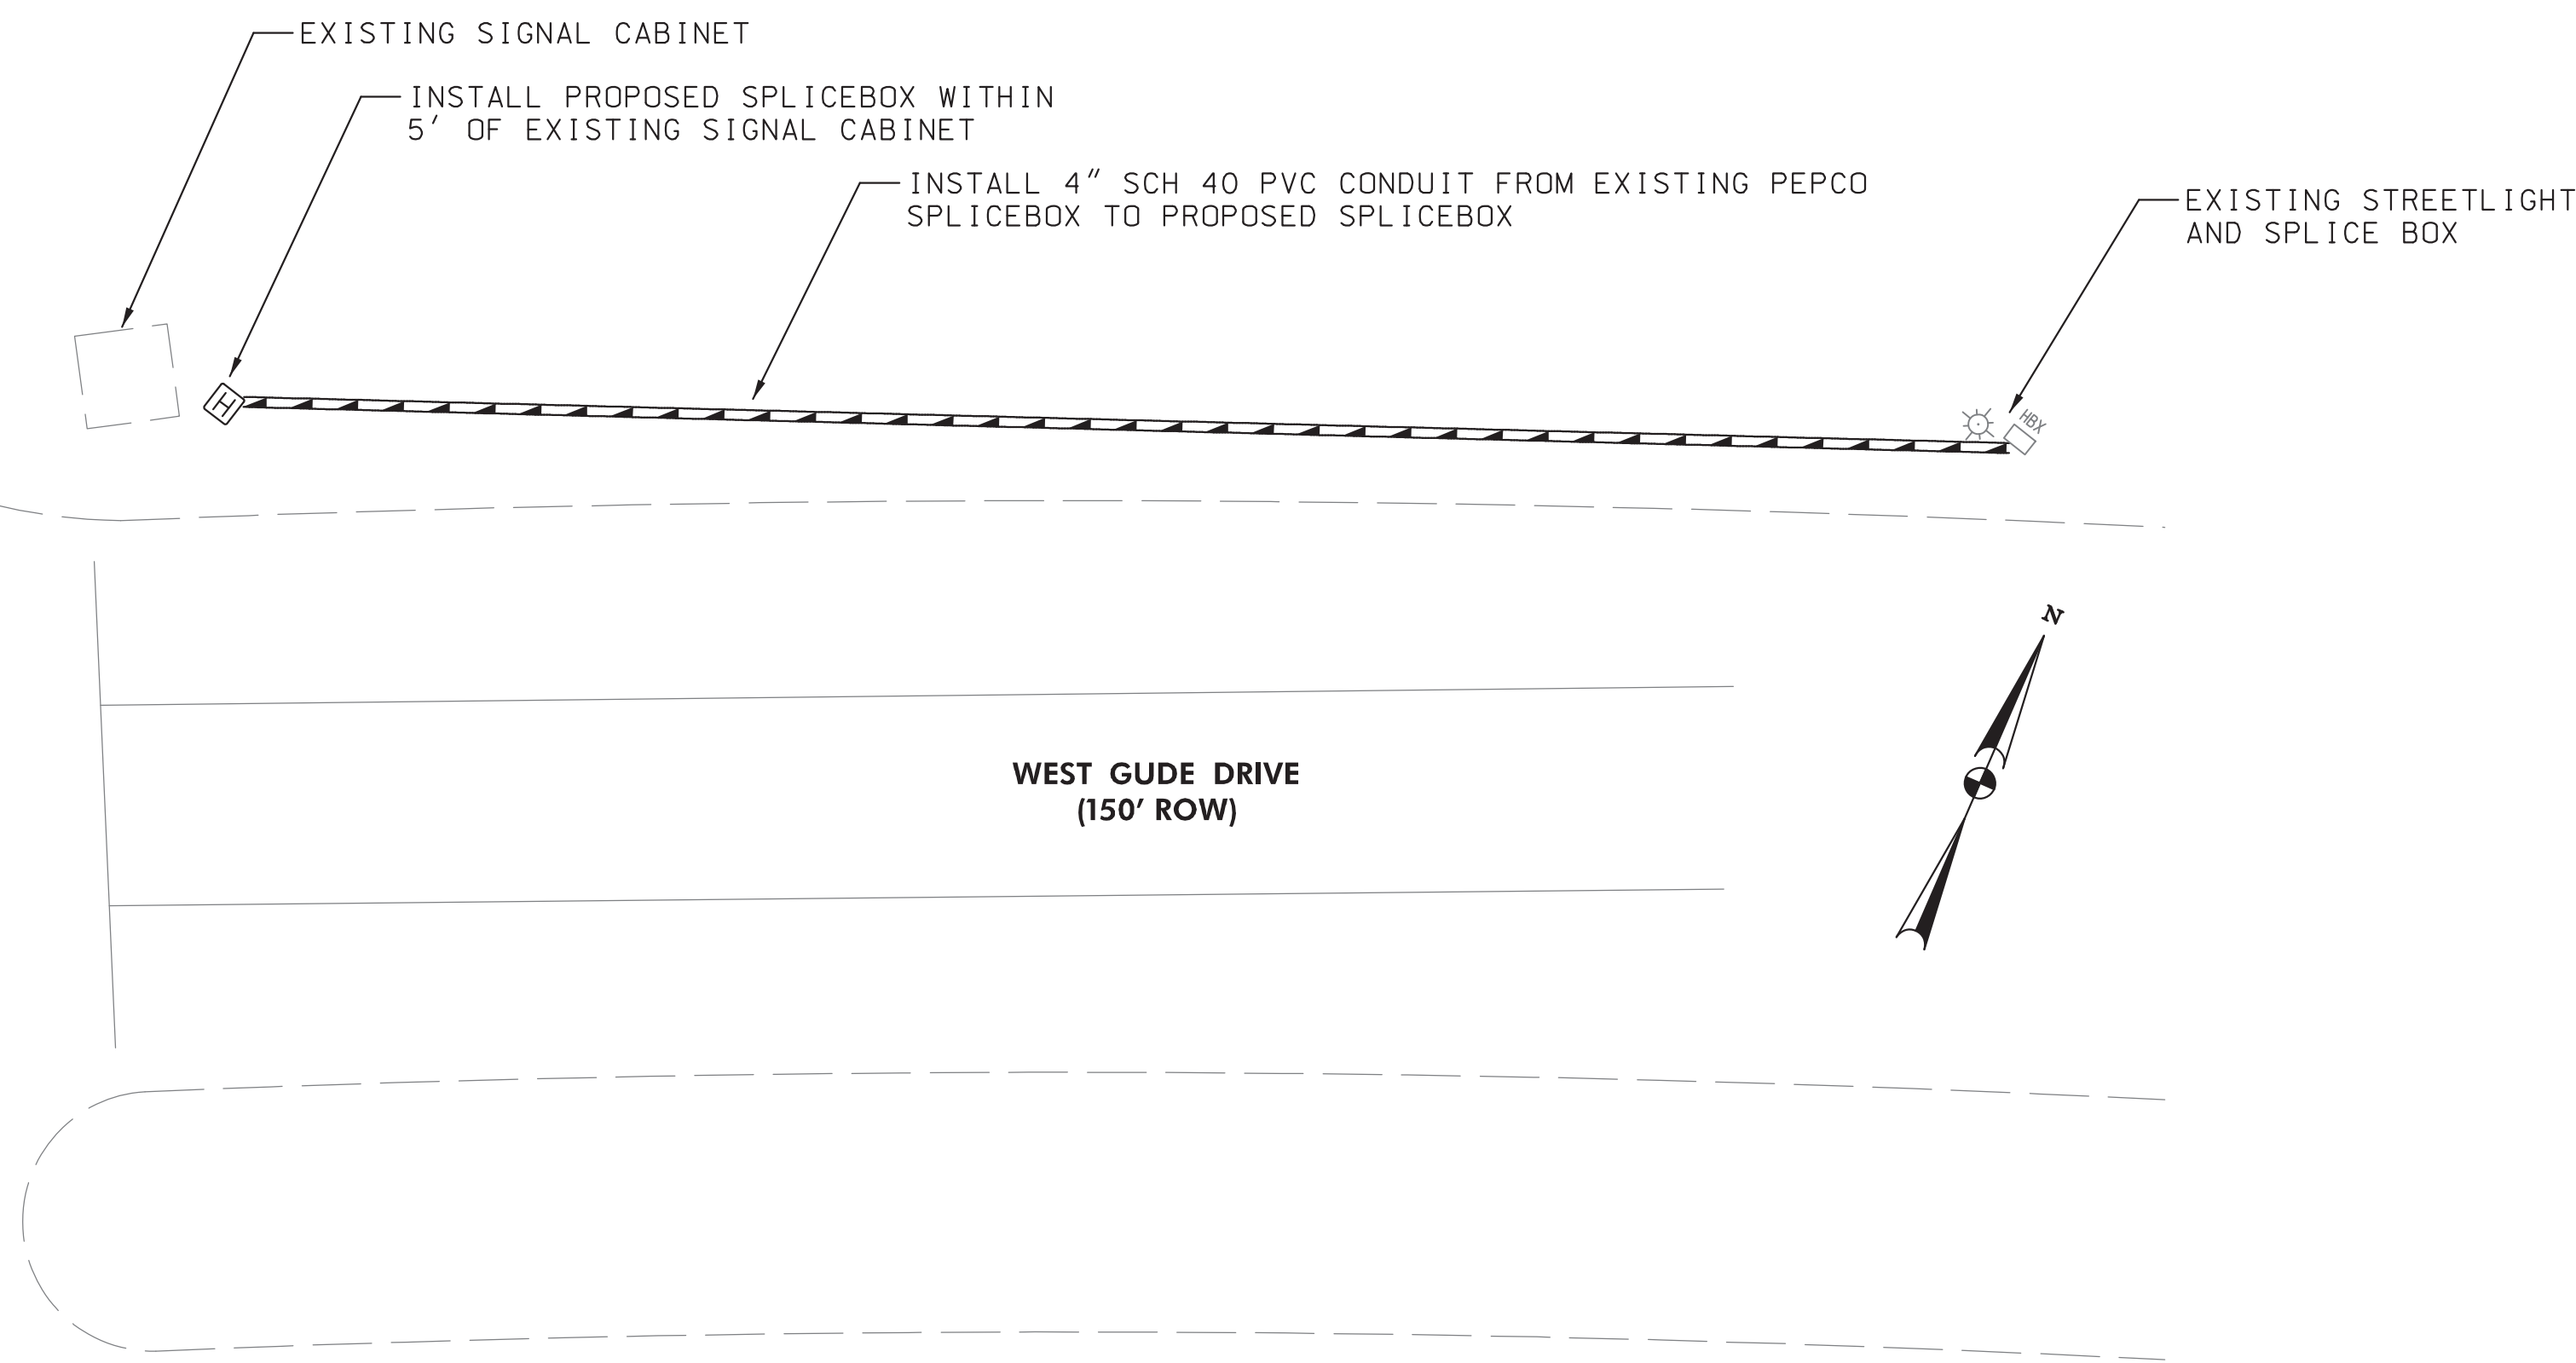 EXISTING SIGNAL CABINET
INSTALL PROPOSED SPLICEBOX WITHIN
5' OF EXISTING SIGNAL CABINET
INSTALL 4" SCH 40 PVC CONDUIT FROM EXISTING PEPCO
SPLICEBOX TO PROPOSED SPLICEBOX
EXISTING STREETLIGHT
AND SPLICE BOX
H
HBX
N
WEST GUDE DRIVE
(150' ROW)